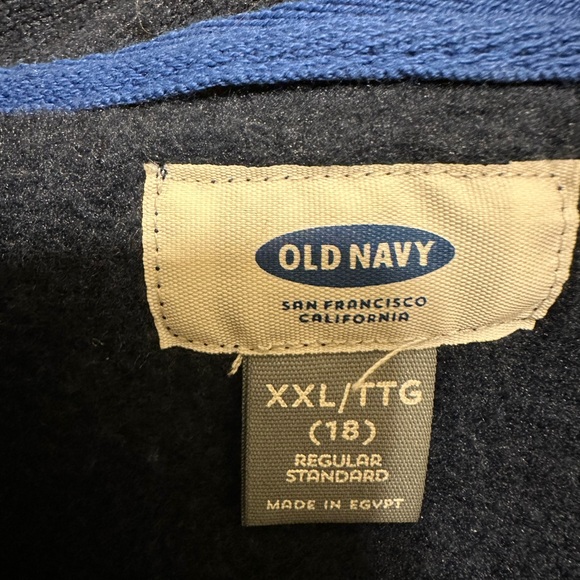 OLD NAVY
SAN FRANCISCO
CALIFORNIA
XXL/TTG
(18)
REGULAR
STANDARD
MADE IN EGYPT